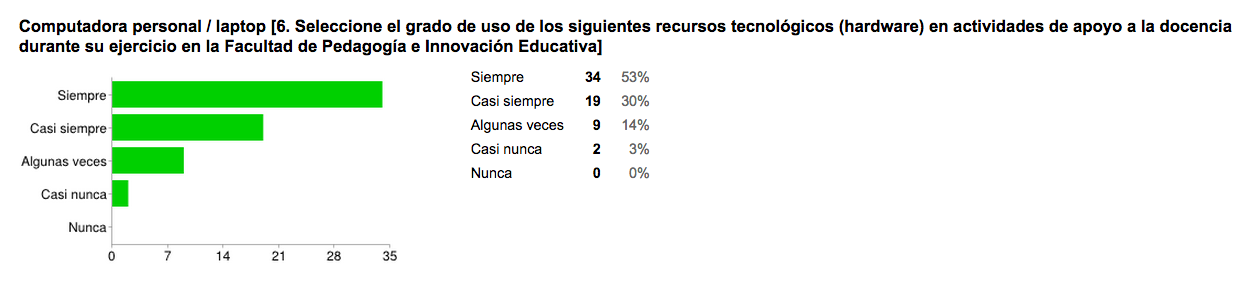 Computadora personal / laptop [6. Seleccione el grado de uso de los siguientes recursos tecnológicos (hardware) en actividades de apoyo a la docencia
durante su ejercicio en la Facultad de Pedagogía e Innovación Educativa]
Siempre
Casi siempre
Algunas veces
Casi nunca
Nunca
0 7 14 21 28 35
Siempre 34 53%
Casi siempre 19 30%
Algunas veces 9 14%
Casi nunca 2 3%
Nunca 0 0%